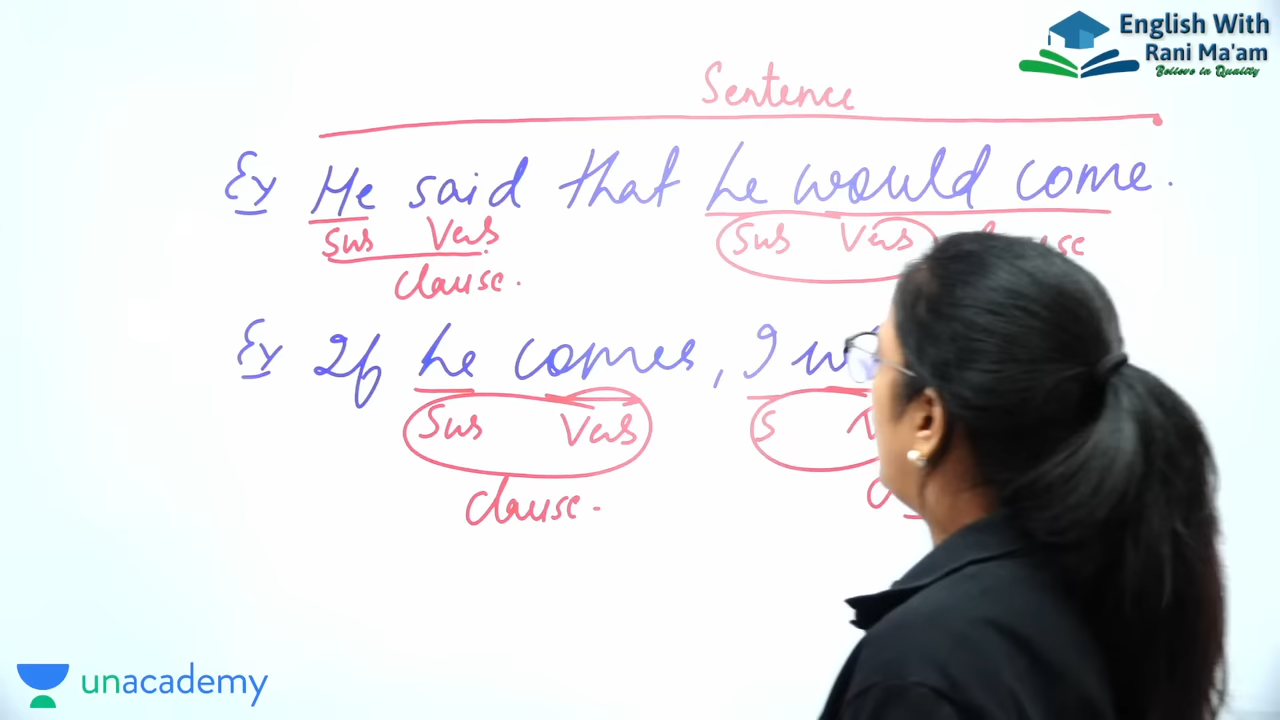 English With
Rani Ma'am
Believe in Quality
Sentence
Ex He said that he would come.
Sub Verb Sub Verb
clause.
Ex If he comes, I
Sub Verb S
clause.
unacademy